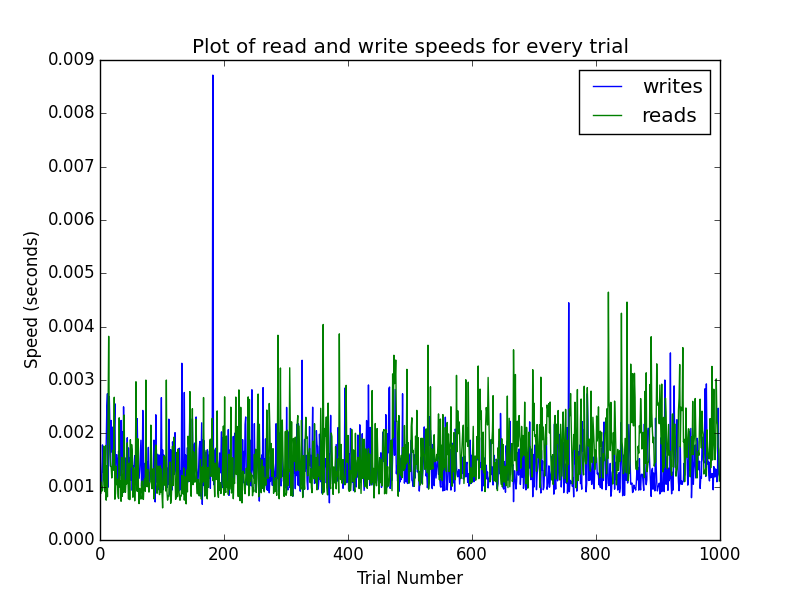 Plot of read and write speeds for every trial
writes
reads
0.009
0.008
0.007
0.006
0.005
0.004
0.003
0.002
0.001
0.000
Speed (seconds)
0 200 400 600 800 1000
Trial Number